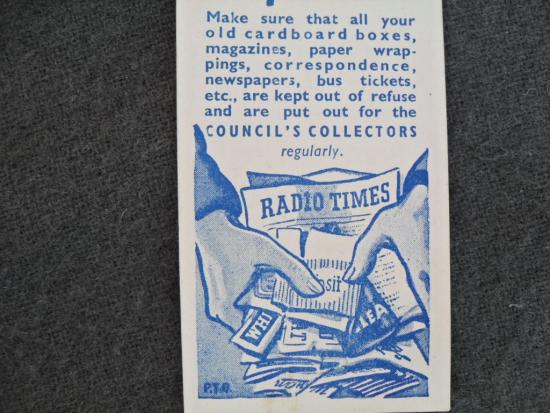 Make sure that all your
old cardboard boxes,
magazines, paper wrap-
pings, correspondence,
newspapers, bus tickets,
etc., are kept out of refuse
and are put out for the
COUNCIL'S COLLECTORS
regularly.
RADIO TIMES
WHI
P.T.O.